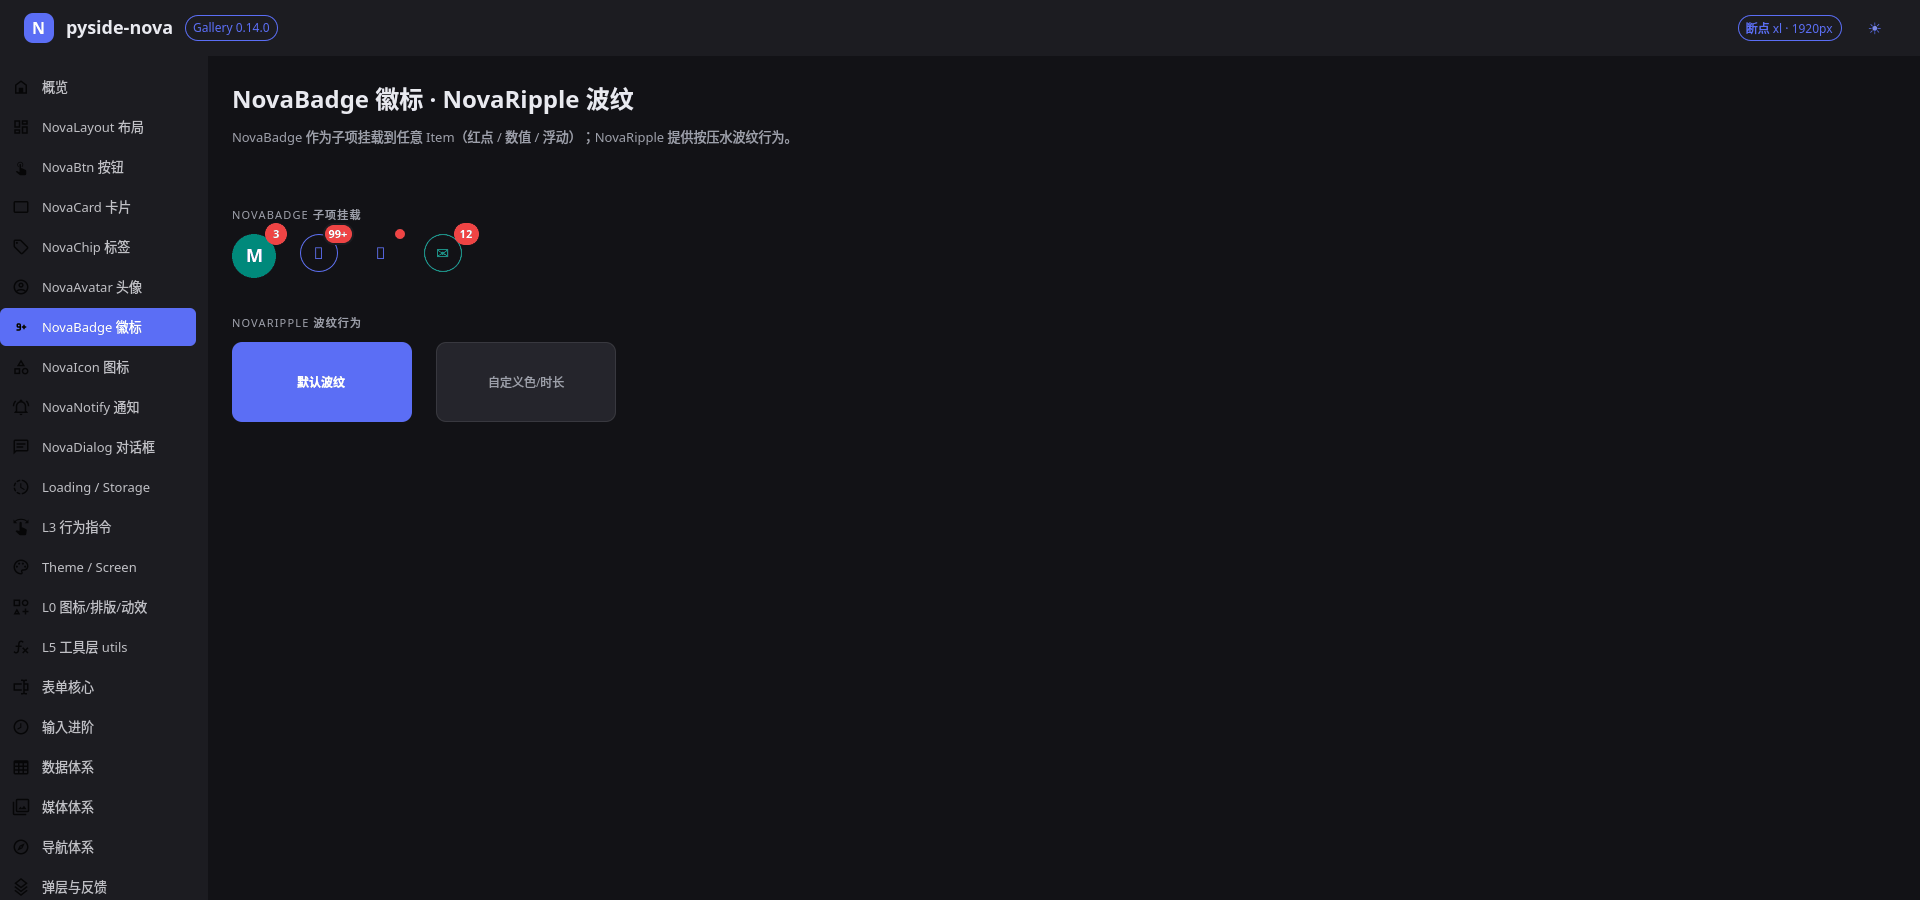 N pyside-nova Gallery 0.14.0
断点 xl · 1920px
概览
NovaLayout 布局
NovaBtn 按钮
NovaCard 卡片
NovaChip 标签
NovaAvatar 头像
9+ NovaBadge 徽标
NovaIcon 图标
NovaNotify 通知
NovaDialog 对话框
Loading / Storage
L3 行为指令
Theme / Screen
L0 图标/排版/动效
L5 工具层 utils
表单核心
输入进阶
数据体系
媒体体系
导航体系
弹层与反馈
NovaBadge 徽标 · NovaRipple 波纹
NovaBadge 作为子项挂载到任意 Item（红点 / 数值 / 浮动）；NovaRipple 提供按压水波纹行为。
NOVABADGE 子项挂载
M 3 99+ 12
NOVARIPPLE 波纹行为
默认波纹
自定义色/时长